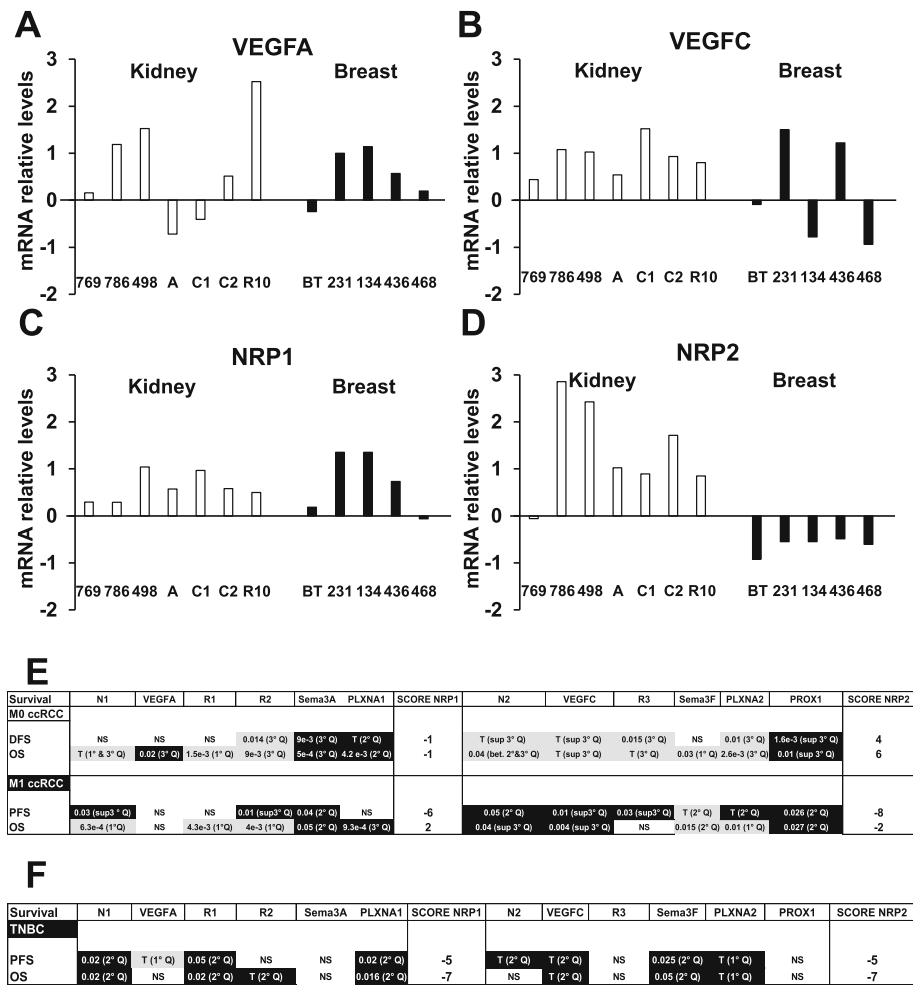 A
VEGFA
Kidney Breast
mRNA relative levels
3
2
1
0
-1
-2
769 786 498 A C1 C2 R10 BT 231 134 436 468
B
VEGFC
Kidney Breast
mRNA relative levels
3
2
1
0
-1
-2
769 786 498 A C1 C2 R10 BT 231 134 436 468
C
NRP1
Kidney Breast
mRNA relative levels
3
2
1
0
-1
-2
769 786 498 A C1 C2 R10 BT 231 134 436 468
D
NRP2
Kidney Breast
mRNA relative levels
3
2
1
0
-1
-2
769 786 498 A C1 C2 R10 BT 231 134 436 468
E
Survival N1 VEGFA R1 R2 Sema3A PLXNA1 SCORE NRP1 N2 VEGFC R3 Sema3F PLXNA2 PROX1 SCORE NRP2
M0 ccRCC
DFS NS NS NS 0.014 (3° Q) 9e-3 (3° Q) T (2° Q) -1 T (sup 3° Q) T (sup 3° Q) 0.015 (3° Q) NS 0.01 (3° Q) 1.6e-3 (sup 3° Q) 4
OS T (1° & 3° Q) 0.02 (3° Q) 1.5e-3 (1° Q) 9e-3 (3° Q) 5e-4 (3° Q) 4.2 e-3 (2° Q) -1 0.04 (bet. 2°&3° Q) T (sup 3° Q) T (3° Q) 0.03 (1° Q) 2.6e-3 (3° Q) 0.01 (sup 3° Q) 6
M1 ccRCC
PFS 0.03 (sup3 ° Q) NS NS 0.01 (sup3° Q) 0.04 (2° Q) NS -6 0.05 (2° Q) 0.01 (sup3° Q) 0.03 (sup3° Q) T (2° Q) T (2° Q) 0.026 (2° Q) -8
OS 6.3e-4 (1°Q) NS 4.3e-3 (1°Q) 4e-3 (1°Q) 0.05 (2° Q) 9.3e-4 (3° Q) 2 0.04 (sup 3° Q) 0.004 (sup 3° Q) NS 0.015 (2° Q) 0.01 (1° Q) 0.027 (2° Q) -2
F
Survival N1 VEGFA R1 R2 Sema3A PLXNA1 SCORE NRP1 N2 VEGFC R3 Sema3F PLXNA2 PROX1 SCORE NRP2
TNBC
PFS 0.02 (2° Q) T (1° Q) 0.05 (2° Q) NS NS 0.02 (2° Q) -5 T (2° Q) T (2° Q) NS 0.025 (2° Q) T (1° Q) NS -5
OS 0.02 (2° Q) NS 0.02 (2° Q) T (2° Q) NS 0.016 (2° Q) -7 NS T (2° Q) NS 0.05 (2° Q) T (1° Q) NS -7